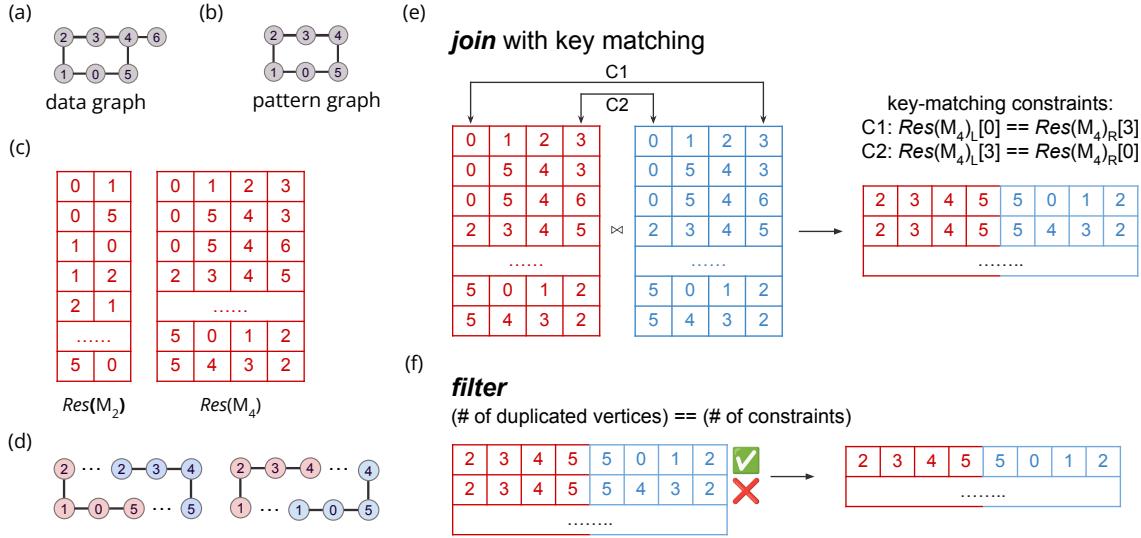 (a)
2 3 4 6
1 0 5
data graph
(b)
2 3 4
1 0 5
pattern graph
(c)
0 1
0 5
1 0
1 2
2 1
......
5 0
Res(M2)
0 1 2 3
0 5 4 3
0 5 4 6
2 3 4 5
......
5 0 1 2
5 4 3 2
Res(M4)
(d)
2 ··· 2 3 4
1 0 5 ··· 5
2 3 4 ··· 4
1 ··· 1 0 5
(e)
join with key matching
C1
C2
0 1 2 3
0 5 4 3
0 5 4 6
2 3 4 5
......
5 0 1 2
5 4 3 2
⋈
0 1 2 3
0 5 4 3
0 5 4 6
2 3 4 5
......
5 0 1 2
5 4 3 2
key-matching constraints:
C1: Res(M4)L[0] == Res(M4)R[3]
C2: Res(M4)L[3] == Res(M4)R[0]
2 3 4 5 5 0 1 2
2 3 4 5 5 4 3 2
........
(f)
filter
(# of duplicated vertices) == (# of constraints)
2 3 4 5 5 0 1 2
2 3 4 5 5 4 3 2
........
2 3 4 5 5 0 1 2
........